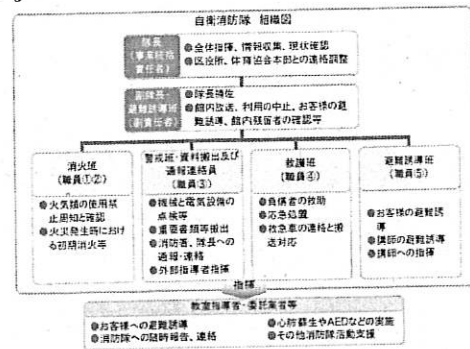 自衛消防隊 組織図
隊長
(事業統括
責任者)
●全体指揮、情報収集、現状確認
●区役所、体育協会本部との連絡調整
副隊長・
避難誘導班
(副責任者)
●隊長補佐
●館内放送、利用の中止、お客様の避
難誘導、館内残留者の確認等
消火班
(職員①②)
●火気類の使用禁
止周知と確認
●火災発生時にお
ける初期消火等
警戒班・資料搬出及び
通報連絡員
(職員③)
●機械と電気設備の
点検等
●重要書類等搬出
●消防署、隊長への
通報・連絡
●外部指導者指揮
救護班
(職員④)
●負傷者の救助
●応急処置
●救急車の連絡と搬
送対応
避難誘導班
(職員⑤)
●お客様の避難誘
導
●講師の避難誘導
●講師への指揮
指揮
教室指導者・委託業者等
●お客様への避難誘導
●消防隊への随時報告、連絡
●心肺蘇生やAEDなどの実施
●その他消防隊活動支援